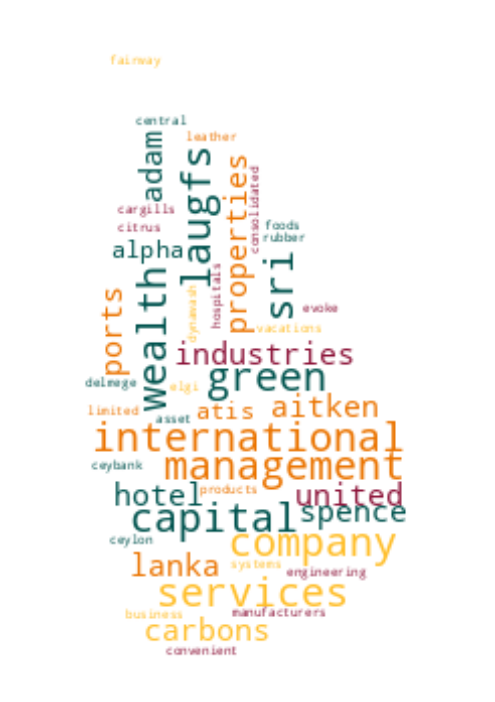 fairway
central
leather
adam
laugfs
properties
consolidated
cargills
citrus
foods
rubber
alpha
sri
wealth
hospitals
dynawash
ports
evoke
vacations
industries
green
delmege
elgi
limited
asset
atis
aitken
international
ceybank
management
hotel
products
united
capital
spence
ceylon
company
lanka
systems
engineering
services
business
manufacturers
carbons
convenient